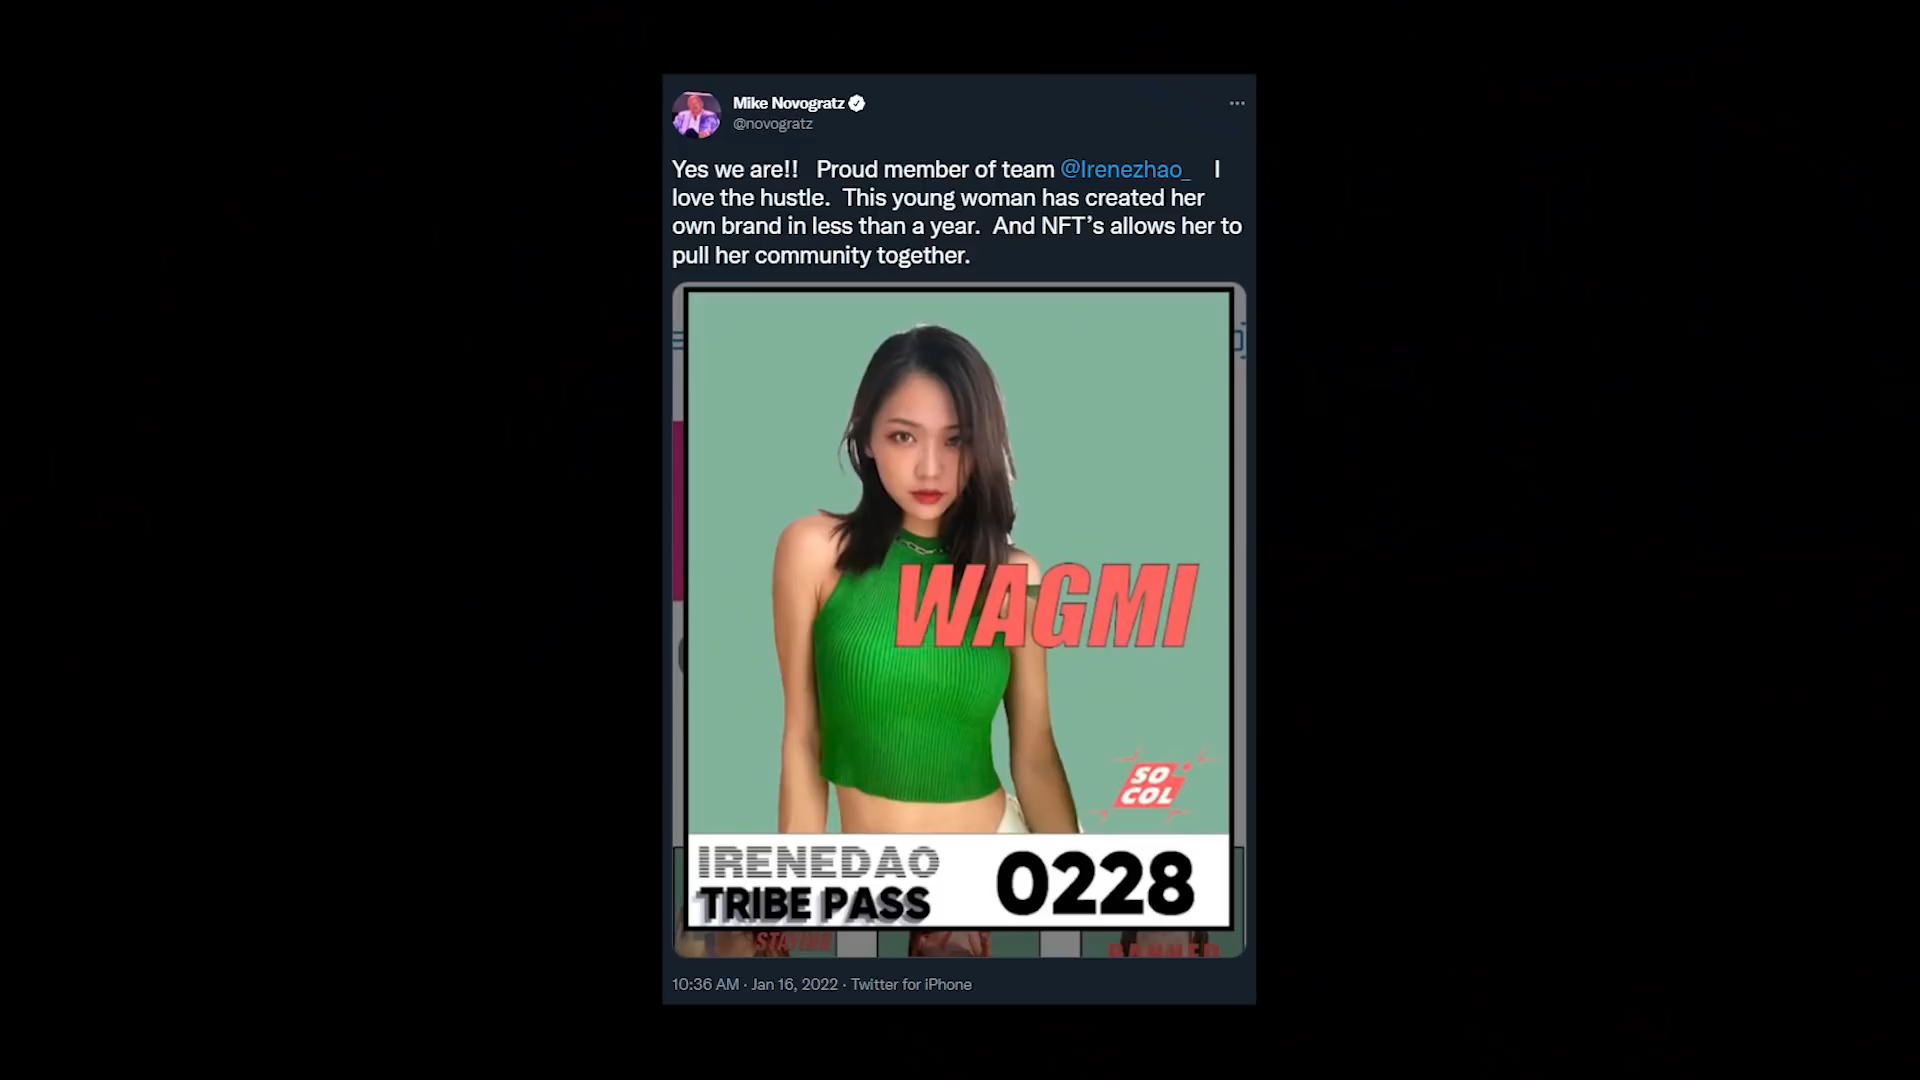 Mike Novogratz
@novogratz
Yes we are!! Proud member of team @Irenezhao_ I
love the hustle. This young woman has created her
own brand in less than a year. And NFT’s allows her to
pull her community together.
WAGMI
SO
COL
IRENEDAO
TRIBE PASS
0228
STAYING
BANNED
10:36 AM · Jan 16, 2022 · Twitter for iPhone